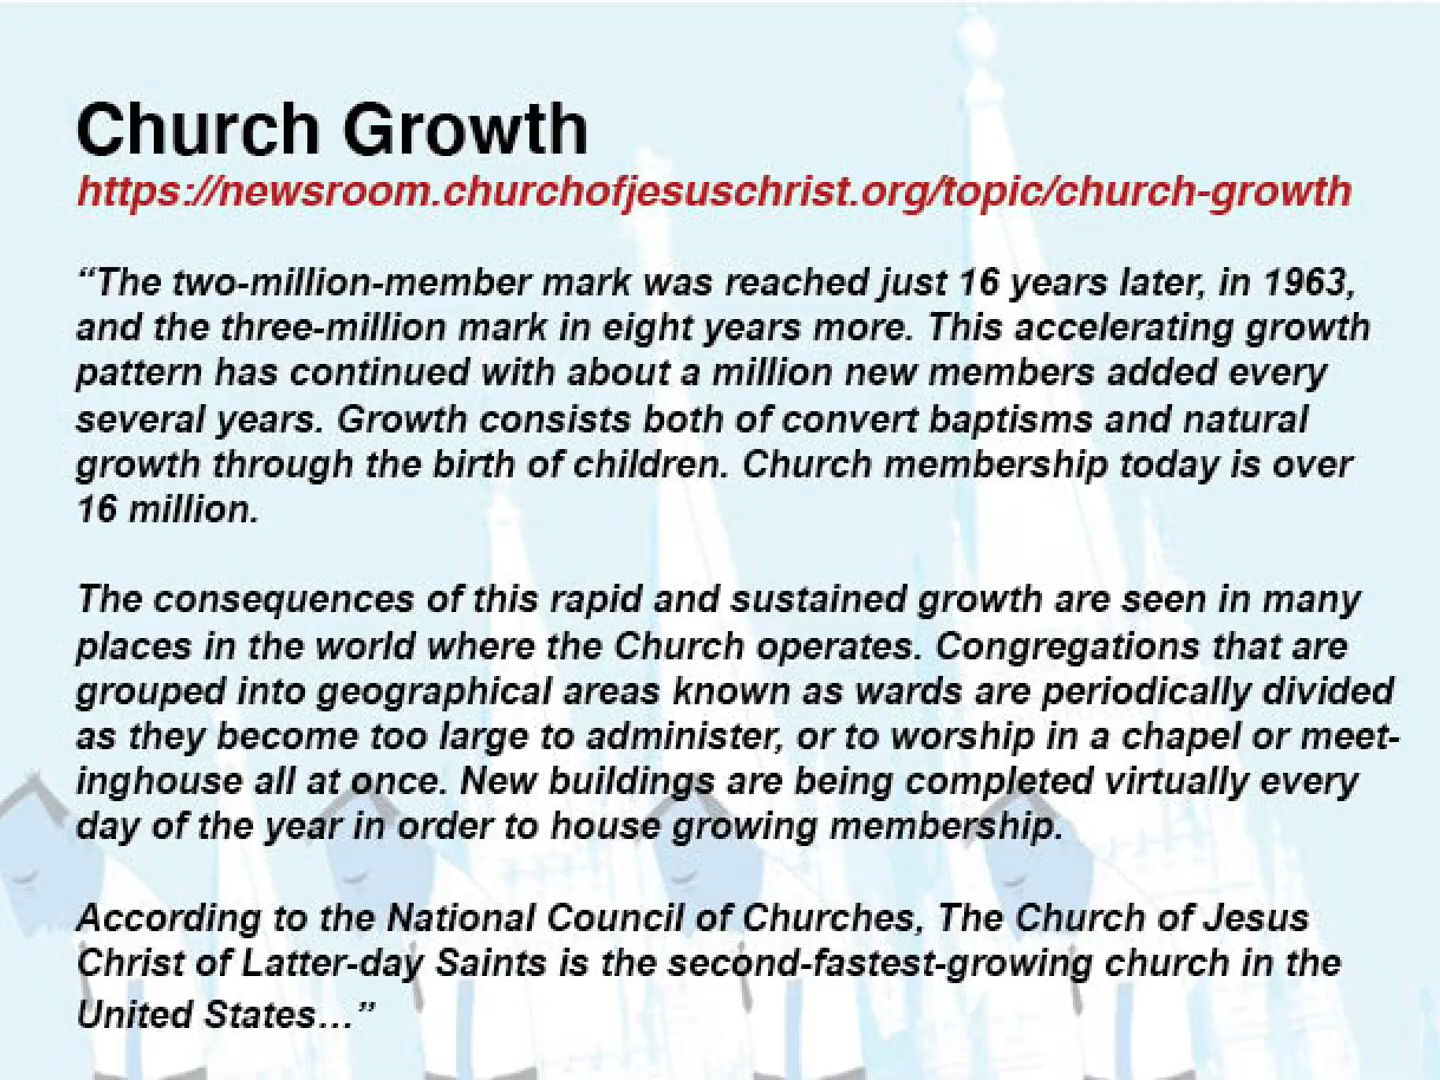 Church Growth
https://newsroom.churchofjesuschrist.org/topic/church-growth
“The two-million-member mark was reached just 16 years later, in 1963,
and the three-million mark in eight years more. This accelerating growth
pattern has continued with about a million new members added every
several years. Growth consists both of convert baptisms and natural
growth through the birth of children. Church membership today is over
16 million.
The consequences of this rapid and sustained growth are seen in many
places in the world where the Church operates. Congregations that are
grouped into geographical areas known as wards are periodically divided
as they become too large to administer, or to worship in a chapel or meet-
inghouse all at once. New buildings are being completed virtually every
day of the year in order to house growing membership.
According to the National Council of Churches, The Church of Jesus
Christ of Latter-day Saints is the second-fastest-growing church in the
United States…”